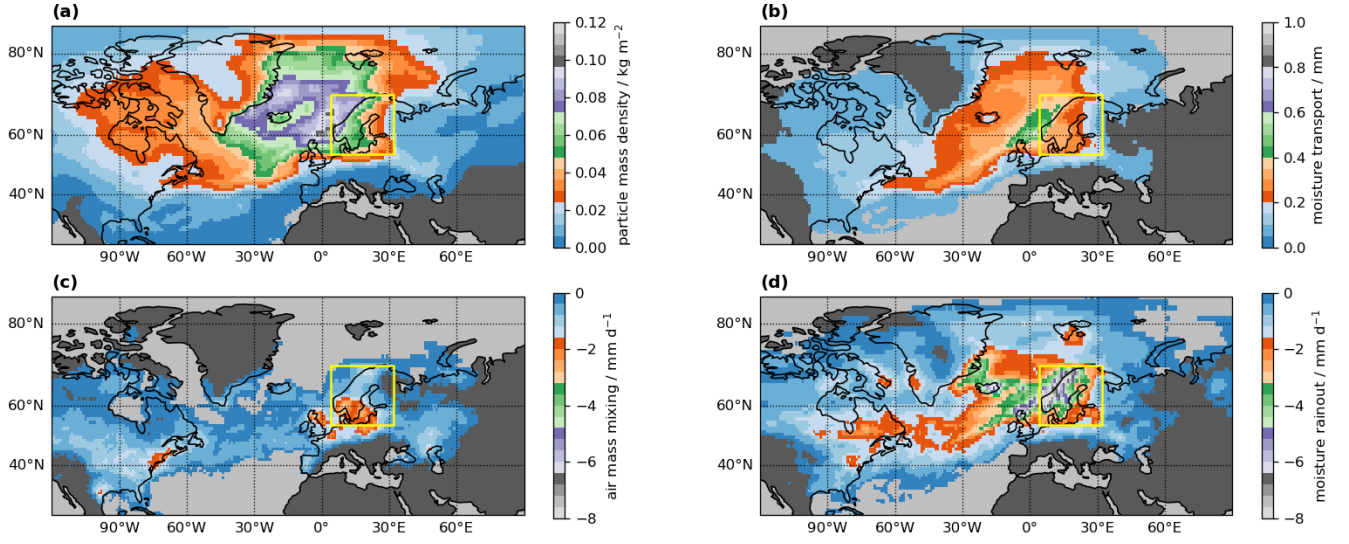 (a)
80°N
60°N
40°N
90°W 60°W 30°W 0° 30°E 60°E
0.12
0.10
0.08
0.06
0.04
0.02
0.00
particle mass density / kg m⁻²
(b)
80°N
60°N
40°N
90°W 60°W 30°W 0° 30°E 60°E
1.0
0.8
0.6
0.4
0.2
0.0
moisture transport / mm
(c)
80°N
60°N
40°N
90°W 60°W 30°W 0° 30°E 60°E
0
−2
−4
−6
−8
air mass mixing / mm d⁻¹
(d)
80°N
60°N
40°N
90°W 60°W 30°W 0° 30°E 60°E
0
−2
−4
−6
−8
moisture rainout / mm d⁻¹